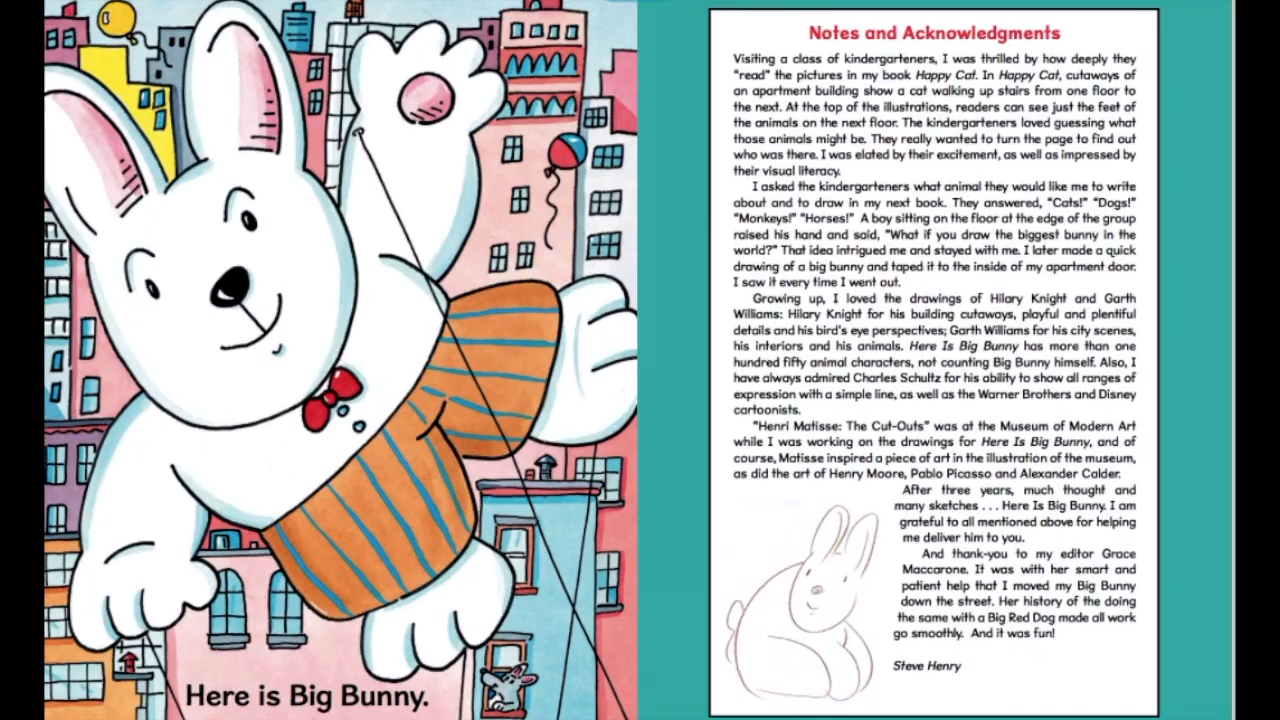 Here is Big Bunny.
Notes and Acknowledgments
Visiting a class of kindergarteners, I was thrilled by how deeply they
“read” the pictures in my book Happy Cat. In Happy Cat, cutaways of
an apartment building show a cat walking up stairs from one floor to
the next. At the top of the illustrations, readers can see just the feet of
the animals on the next floor. The kindergarteners loved guessing what
those animals might be. They really wanted to turn the page to find out
who was there. I was elated by their excitement, as well as impressed by
their visual literacy.
I asked the kindergarteners what animal they would like me to write
about and to draw in my next book. They answered, “Cats!” “Dogs!”
“Monkeys!” “Horses!” A boy sitting on the floor at the edge of the group
raised his hand and said, “What if you draw the biggest bunny in the
world?” That idea intrigued me and stayed with me. I later made a quick
drawing of a big bunny and taped it to the inside of my apartment door.
I saw it every time I went out.
Growing up, I loved the drawings of Hilary Knight and Garth
Williams: Hilary Knight for his building cutaways, playful and plentiful
details and his bird’s eye perspectives; Garth Williams for his city scenes,
his interiors and his animals. Here Is Big Bunny has more than one
hundred fifty animal characters, not counting Big Bunny himself. Also, I
have always admired Charles Schultz for his ability to show all ranges of
expression with a simple line, as well as the Warner Brothers and Disney
cartoonists.
“Henri Matisse: The Cut-Outs” was at the Museum of Modern Art
while I was working on the drawings for Here Is Big Bunny, and of
course, Matisse inspired a piece of art in the illustration of the museum,
as did the art of Henry Moore, Pablo Picasso and Alexander Calder.
After three years, much thought and
many sketches . . . Here Is Big Bunny. I am
grateful to all mentioned above for helping
me deliver him to you.
And thank-you to my editor Grace
Maccarone. It was with her smart and
patient help that I moved my Big Bunny
down the street. Her history of the doing
the same with a Big Red Dog made all work
go smoothly. And it was fun!
Steve Henry